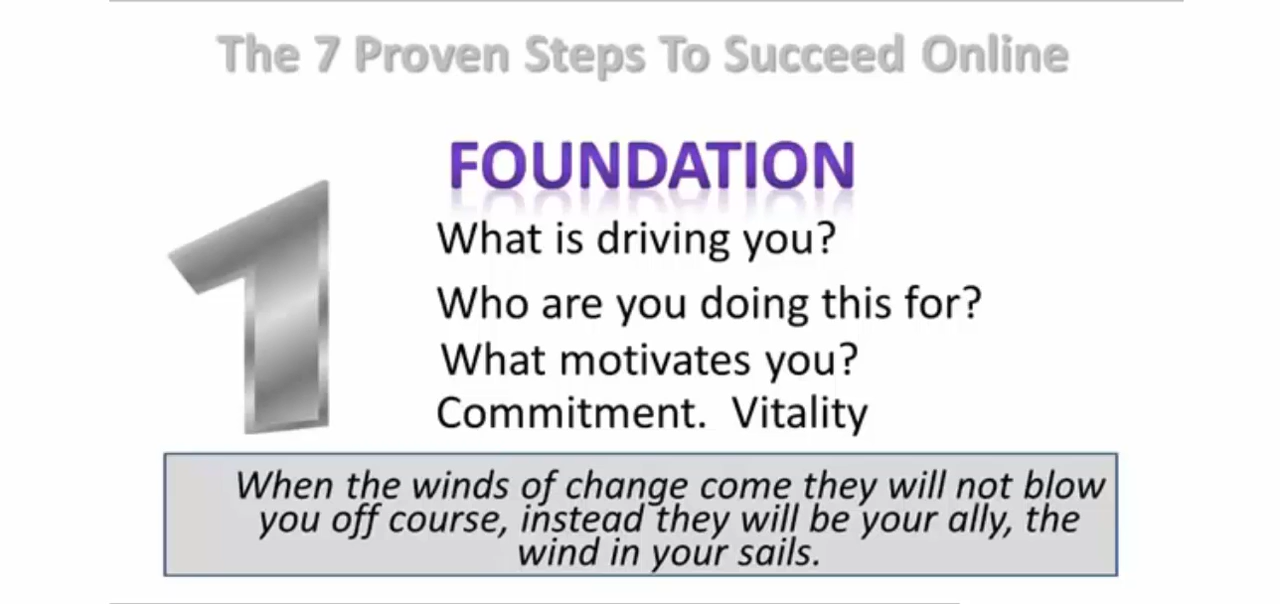 The 7 Proven Steps To Succeed Online
FOUNDATION
1
What is driving you?
Who are you doing this for?
What motivates you?
Commitment.  Vitality
When the winds of change come they will not blow
you off course, instead they will be your ally, the
wind in your sails.